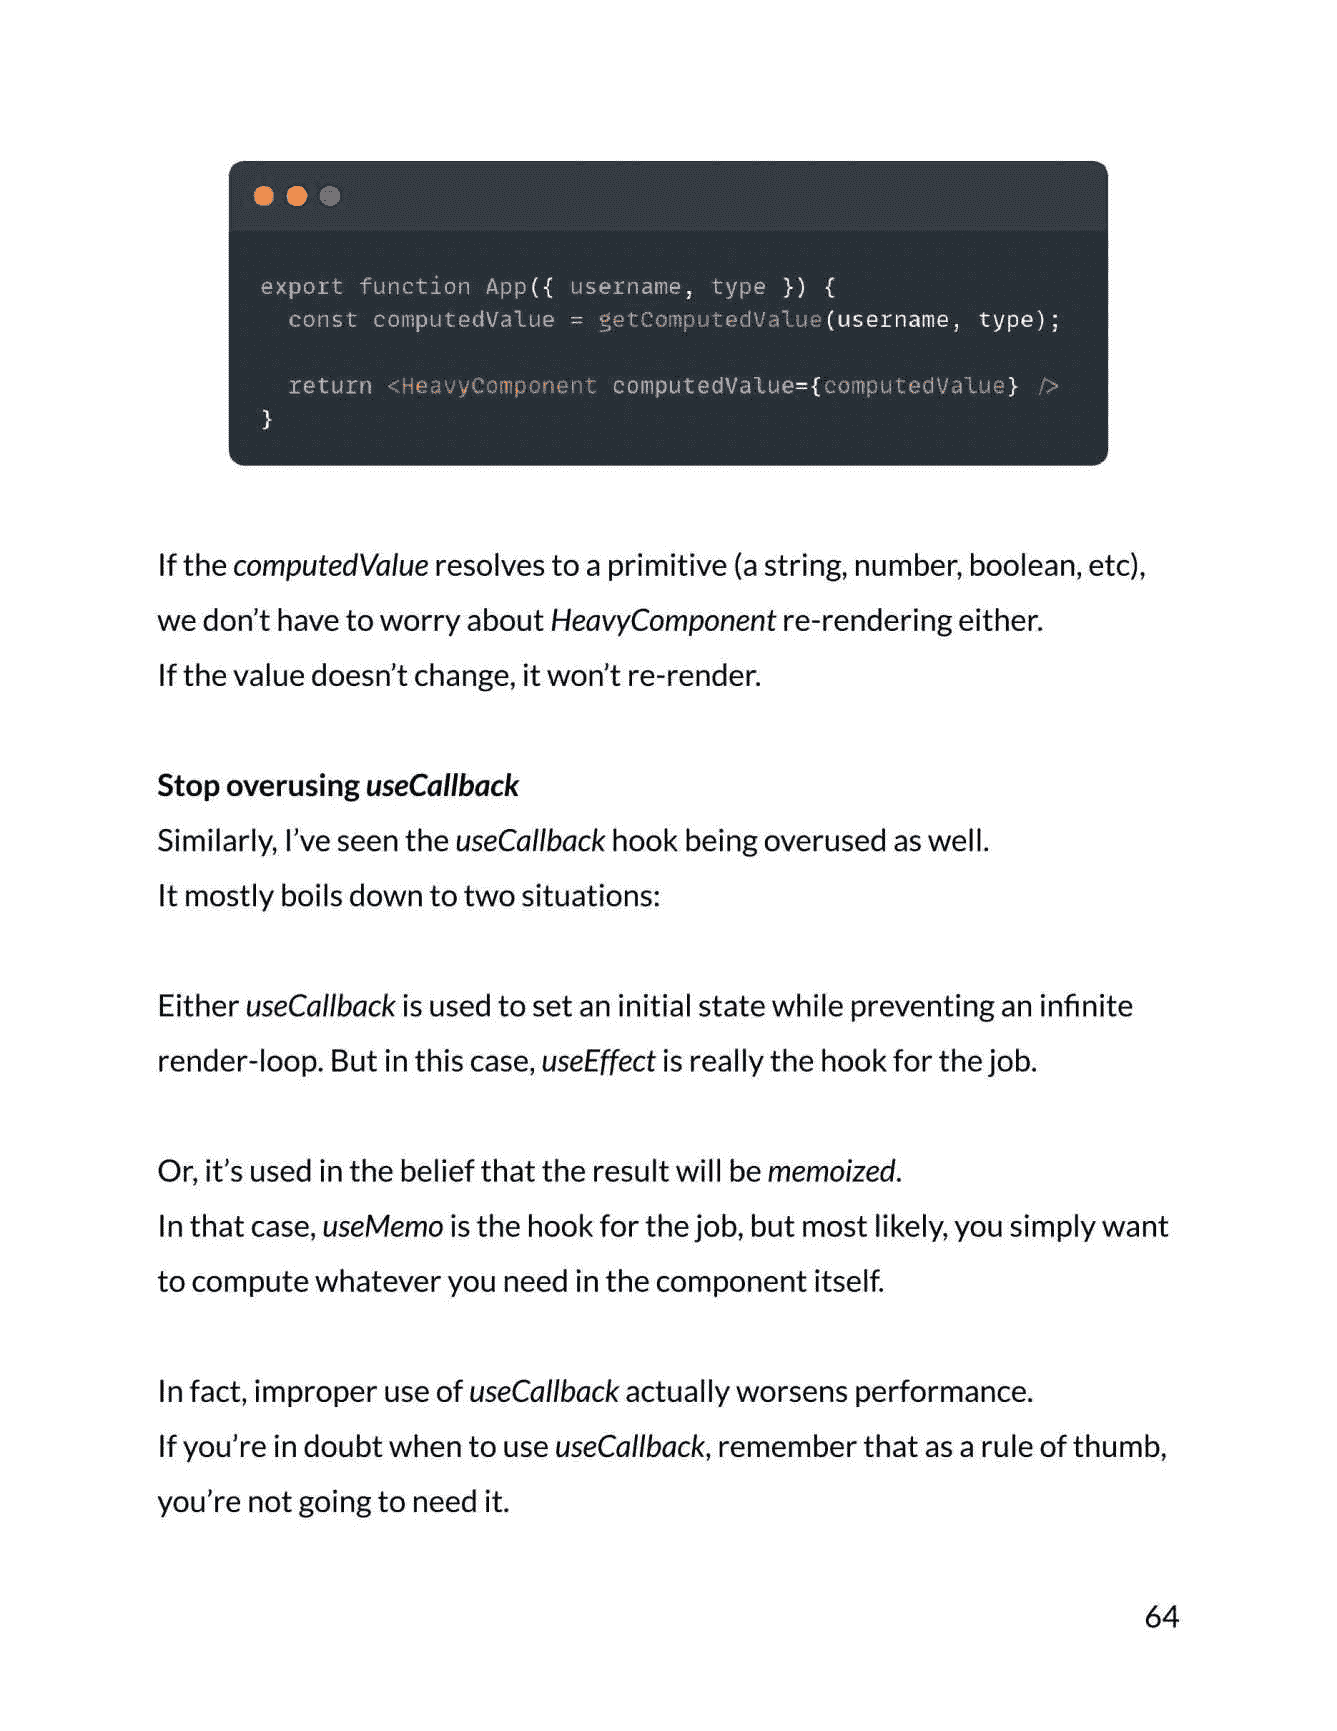 export function App({ username, type }) {
const computedValue = getComputedValue(username, type);
return <HeavyComponent computedValue={computedValue} />
}
If the computedValue resolves to a primitive (a string, number, boolean, etc),
we don’t have to worry about HeavyComponent re-rendering either.
If the value doesn’t change, it won’t re-render.
Stop overusing useCallback
Similarly, I’ve seen the useCallback hook being overused as well.
It mostly boils down to two situations:
Either useCallback is used to set an initial state while preventing an infinite
render-loop. But in this case, useEffect is really the hook for the job.
Or, it’s used in the belief that the result will be memoized.
In that case, useMemo is the hook for the job, but most likely, you simply want
to compute whatever you need in the component itself.
In fact, improper use of useCallback actually worsens performance.
If you’re in doubt when to use useCallback, remember that as a rule of thumb,
you’re not going to need it.
64